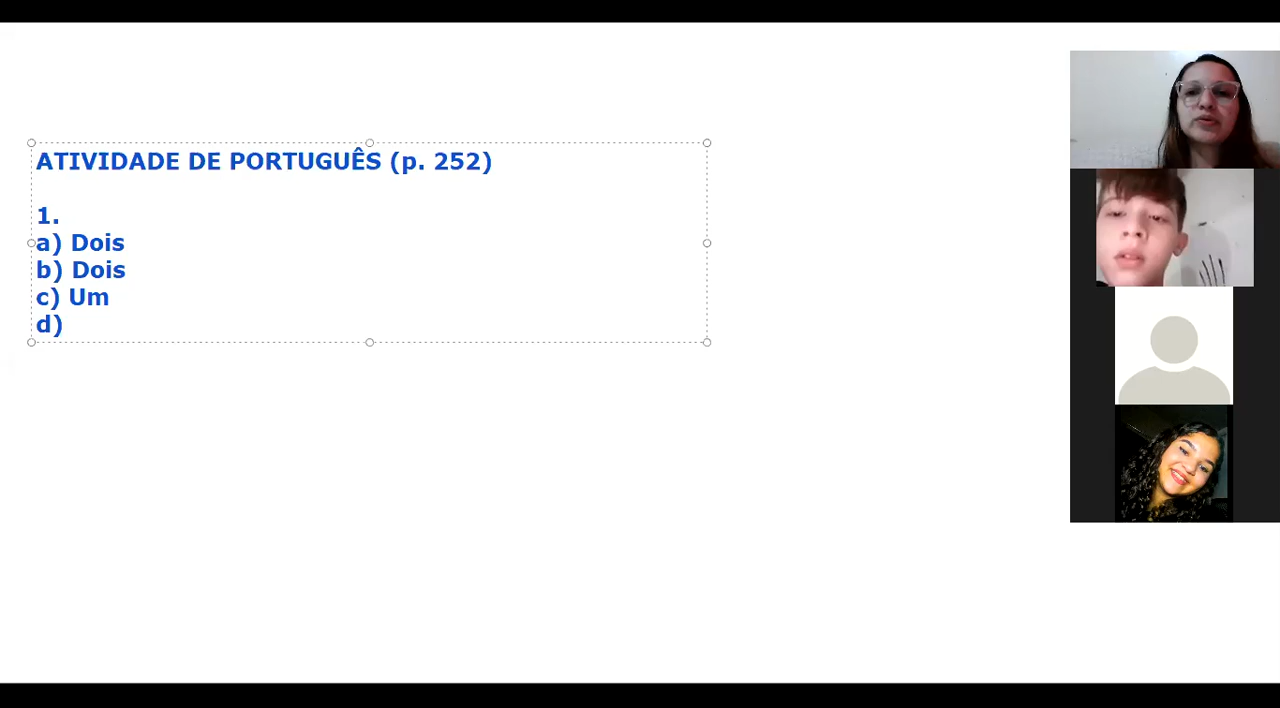 ATIVIDADE DE PORTUGUÊS (p. 252)
1.
a) Dois
b) Dois
c) Um
d)